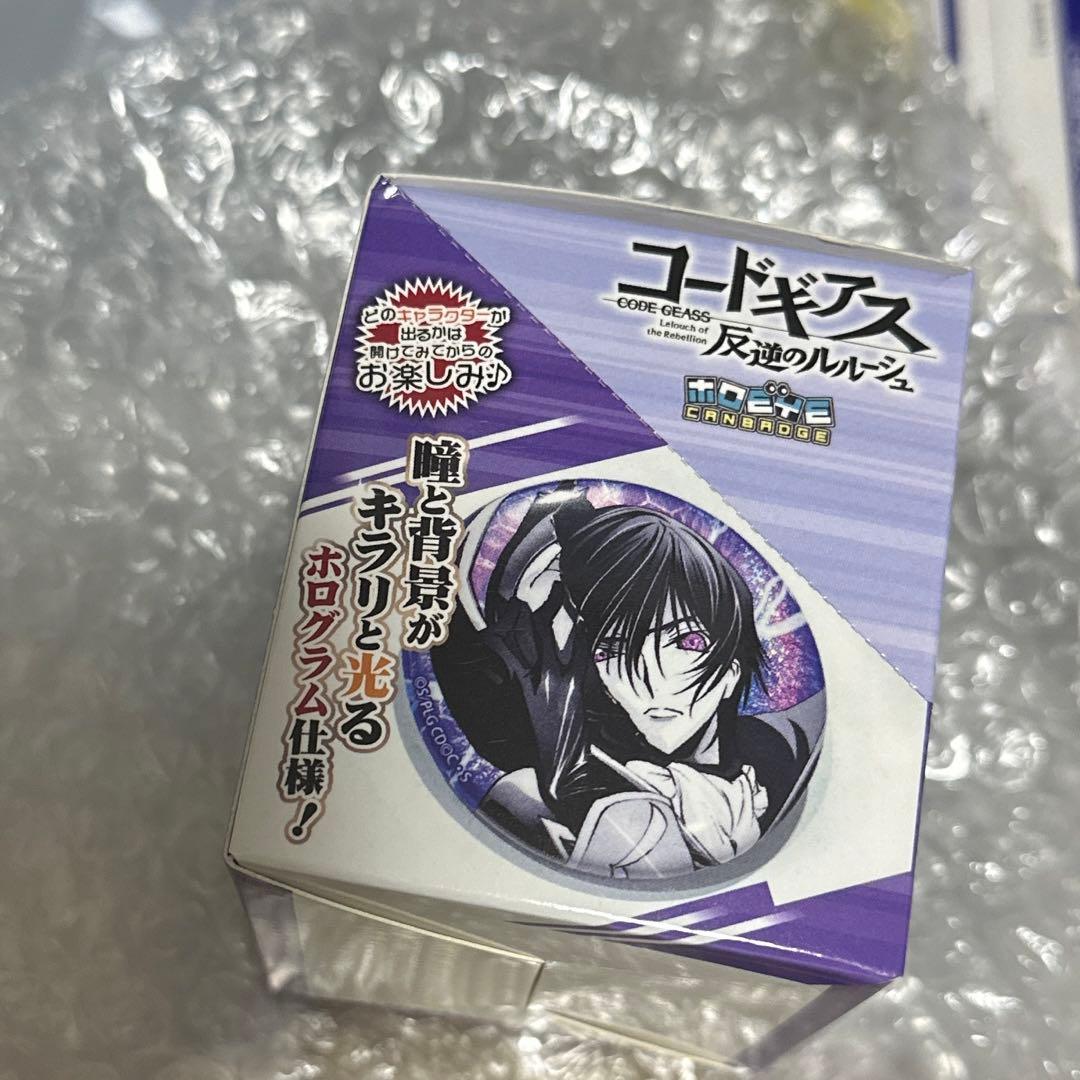 どのキャラクターが
出るかは
開けてみてからの
お楽しみ♪
コードギアス
CODE GEASS
Lelouch of
the Rebellion
反逆のルルーシュ
ホロEYE
CANBADGE
瞳と背景が
キラリと光る
ホログラム仕様!